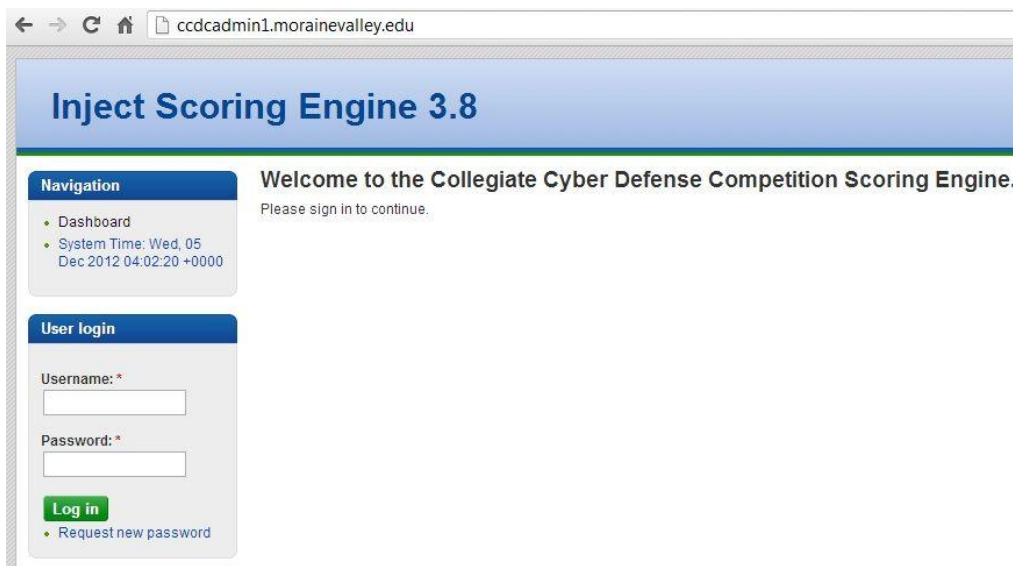 ccdcadmin1.morainevalley.edu
Inject Scoring Engine 3.8
Navigation
Dashboard
System Time: Wed, 05
Dec 2012 04:02:20 +0000
User login
Username: *
Password: *
Log in
Request new password
Welcome to the Collegiate Cyber Defense Competition Scoring Engine.
Please sign in to continue.